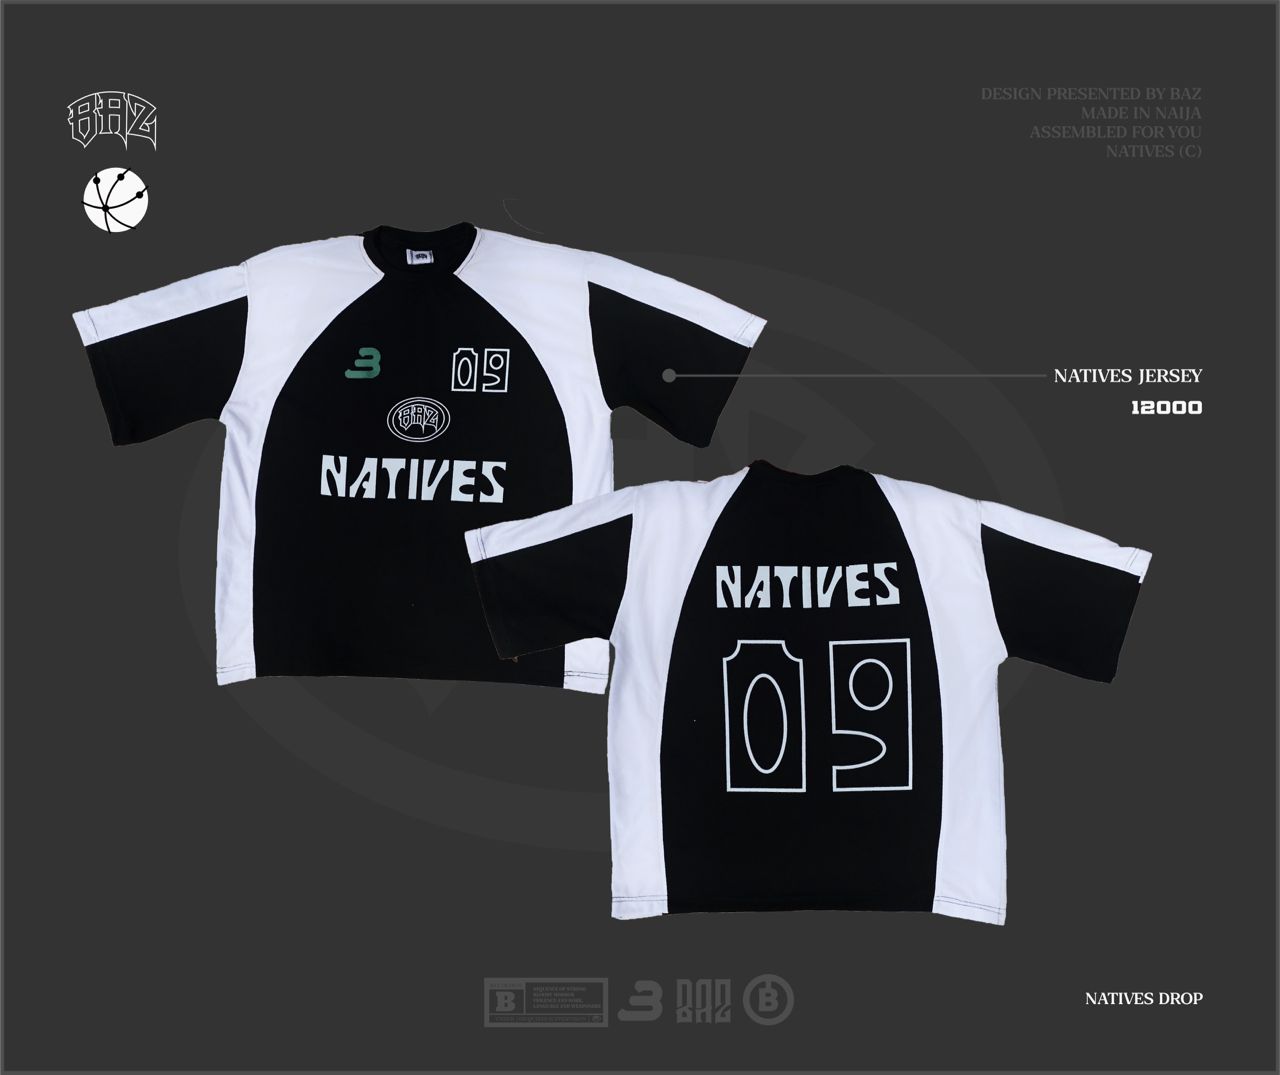 BAZ
DESIGN PRESENTED BY BAZ
MADE IN NAIJA
ASSEMBLED FOR YOU
NATIVES (C)
BAZ
3
09
BAZ
NATIVES
NATIVES JERSEY
12000
NATIVES
09
B
3
BAZ
B
NATIVES DROP